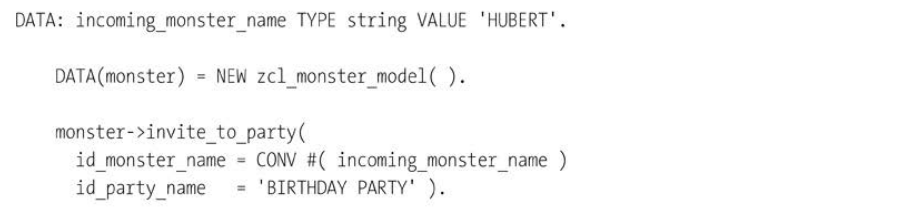 DATA: incoming_monster_name TYPE string VALUE 'HUBERT'.
DATA(monster) = NEW zcl_monster_model( ).
monster->invite_to_party(
id_monster_name = CONV #( incoming_monster_name )
id_party_name = 'BIRTHDAY PARTY' ).